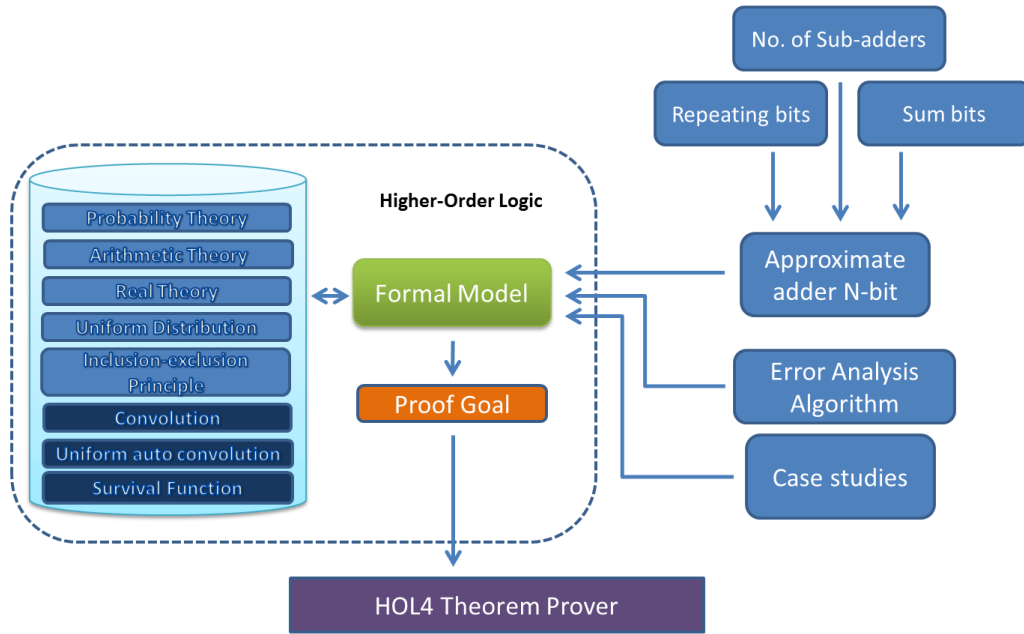 No. of Sub-adders
Repeating bits
Sum bits
Higher-Order Logic
Probability Theory
Arithmetic Theory
Real Theory
Uniform Distribution
Inclusion-exclusion
Principle
Convolution
Uniform auto convolution
Survival Function
Formal Model
Proof Goal
Approximate
adder N-bit
Error Analysis
Algorithm
Case studies
HOL4 Theorem Prover